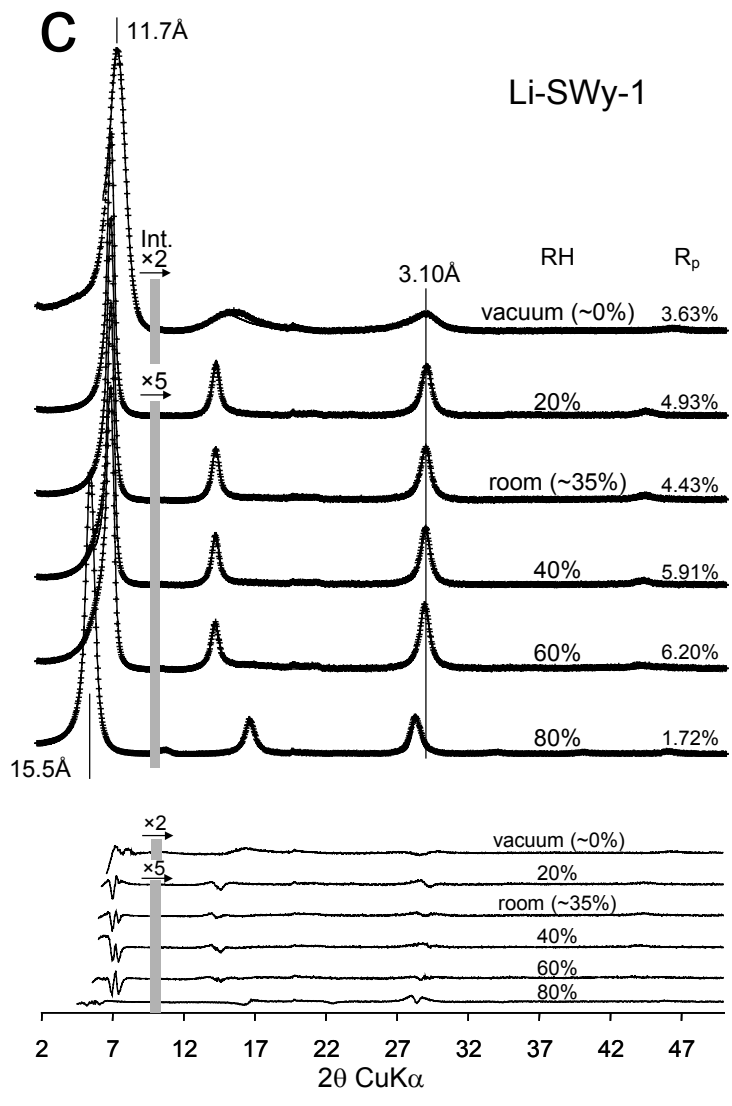 C
11.7Å
Li-SWy-1
Int.
×2
RH
Rp
3.10Å
vacuum (~0%) 3.63%
×5
20% 4.93%
room (~35%) 4.43%
40% 5.91%
60% 6.20%
80% 1.72%
15.5Å
×2
vacuum (~0%)
×5
20%
room (~35%)
40%
60%
80%
2 7 12 17 22 27 32 37 42 47
2θ CuKα